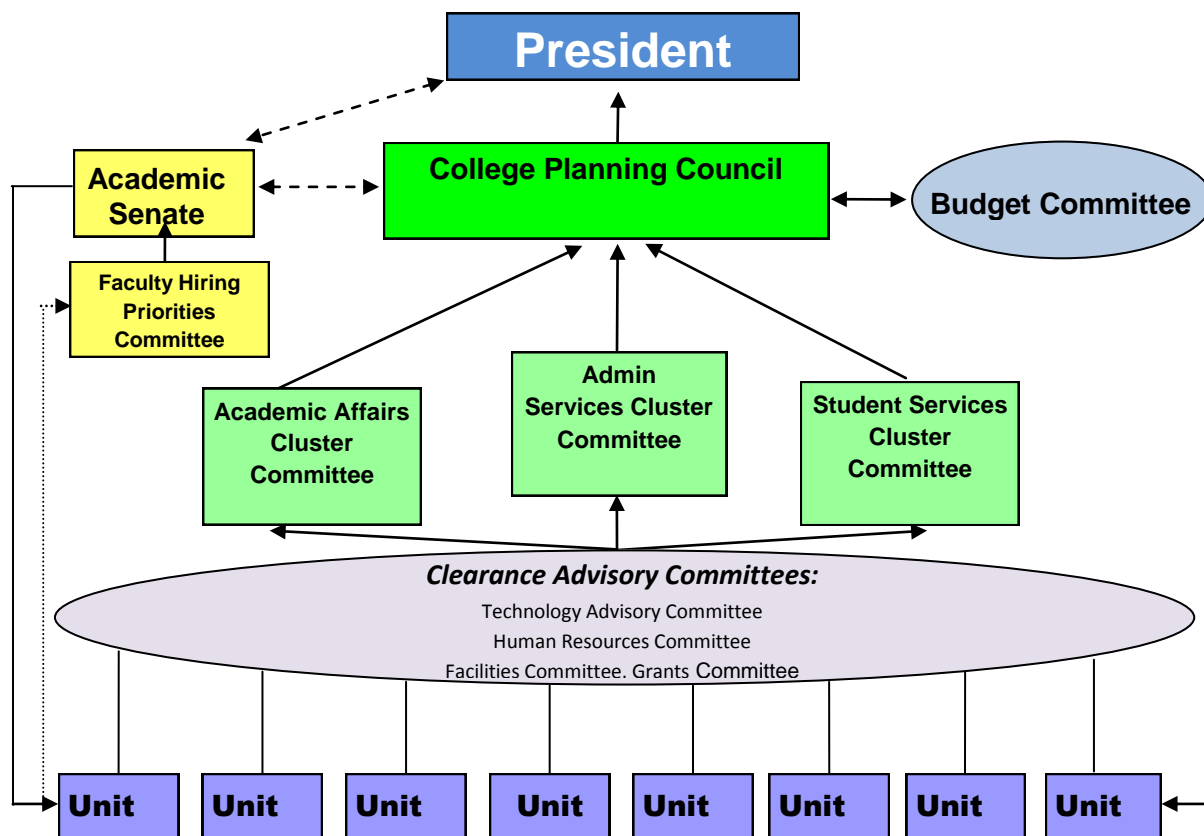 President
College Planning Council
Academic
Senate
Budget Committee
Faculty Hiring
Priorities
Committee
Academic Affairs
Cluster
Committee
Admin
Services Cluster
Committee
Student Services
Cluster
Committee
Clearance Advisory Committees:
Technology Advisory Committee
Human Resources Committee
Facilities Committee. Grants Committee
Unit
Unit
Unit
Unit
Unit
Unit
Unit
Unit